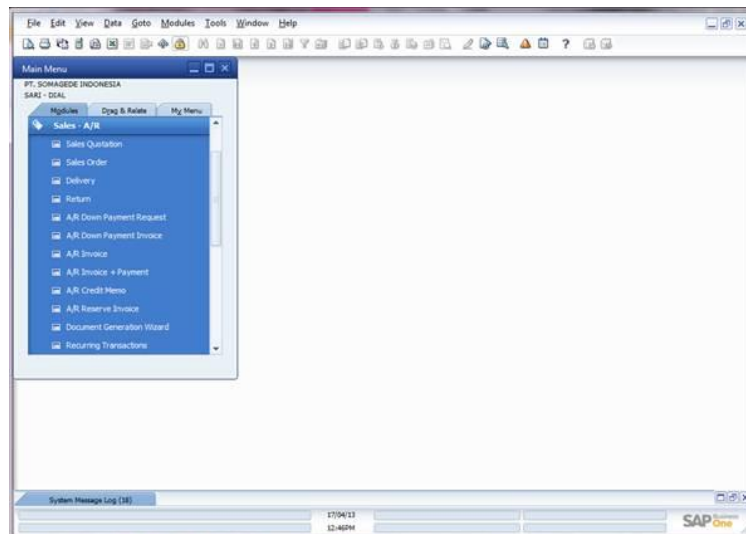 File Edit View Data Goto Modules Tools Window Help
Main Menu
PT. SOMAGEDE INDONESIA
SARI - DIAL
Modules Drag & Relate My Menu
Sales - A/R
Sales Quotation
Sales Order
Delivery
Return
A/R Down Payment Request
A/R Down Payment Invoice
A/R Invoice
A/R Invoice + Payment
A/R Credit Memo
A/R Reserve Invoice
Document Generation Wizard
Recurring Transactions
System Message Log (18)
17/04/13
12:46PM
SAP Business One